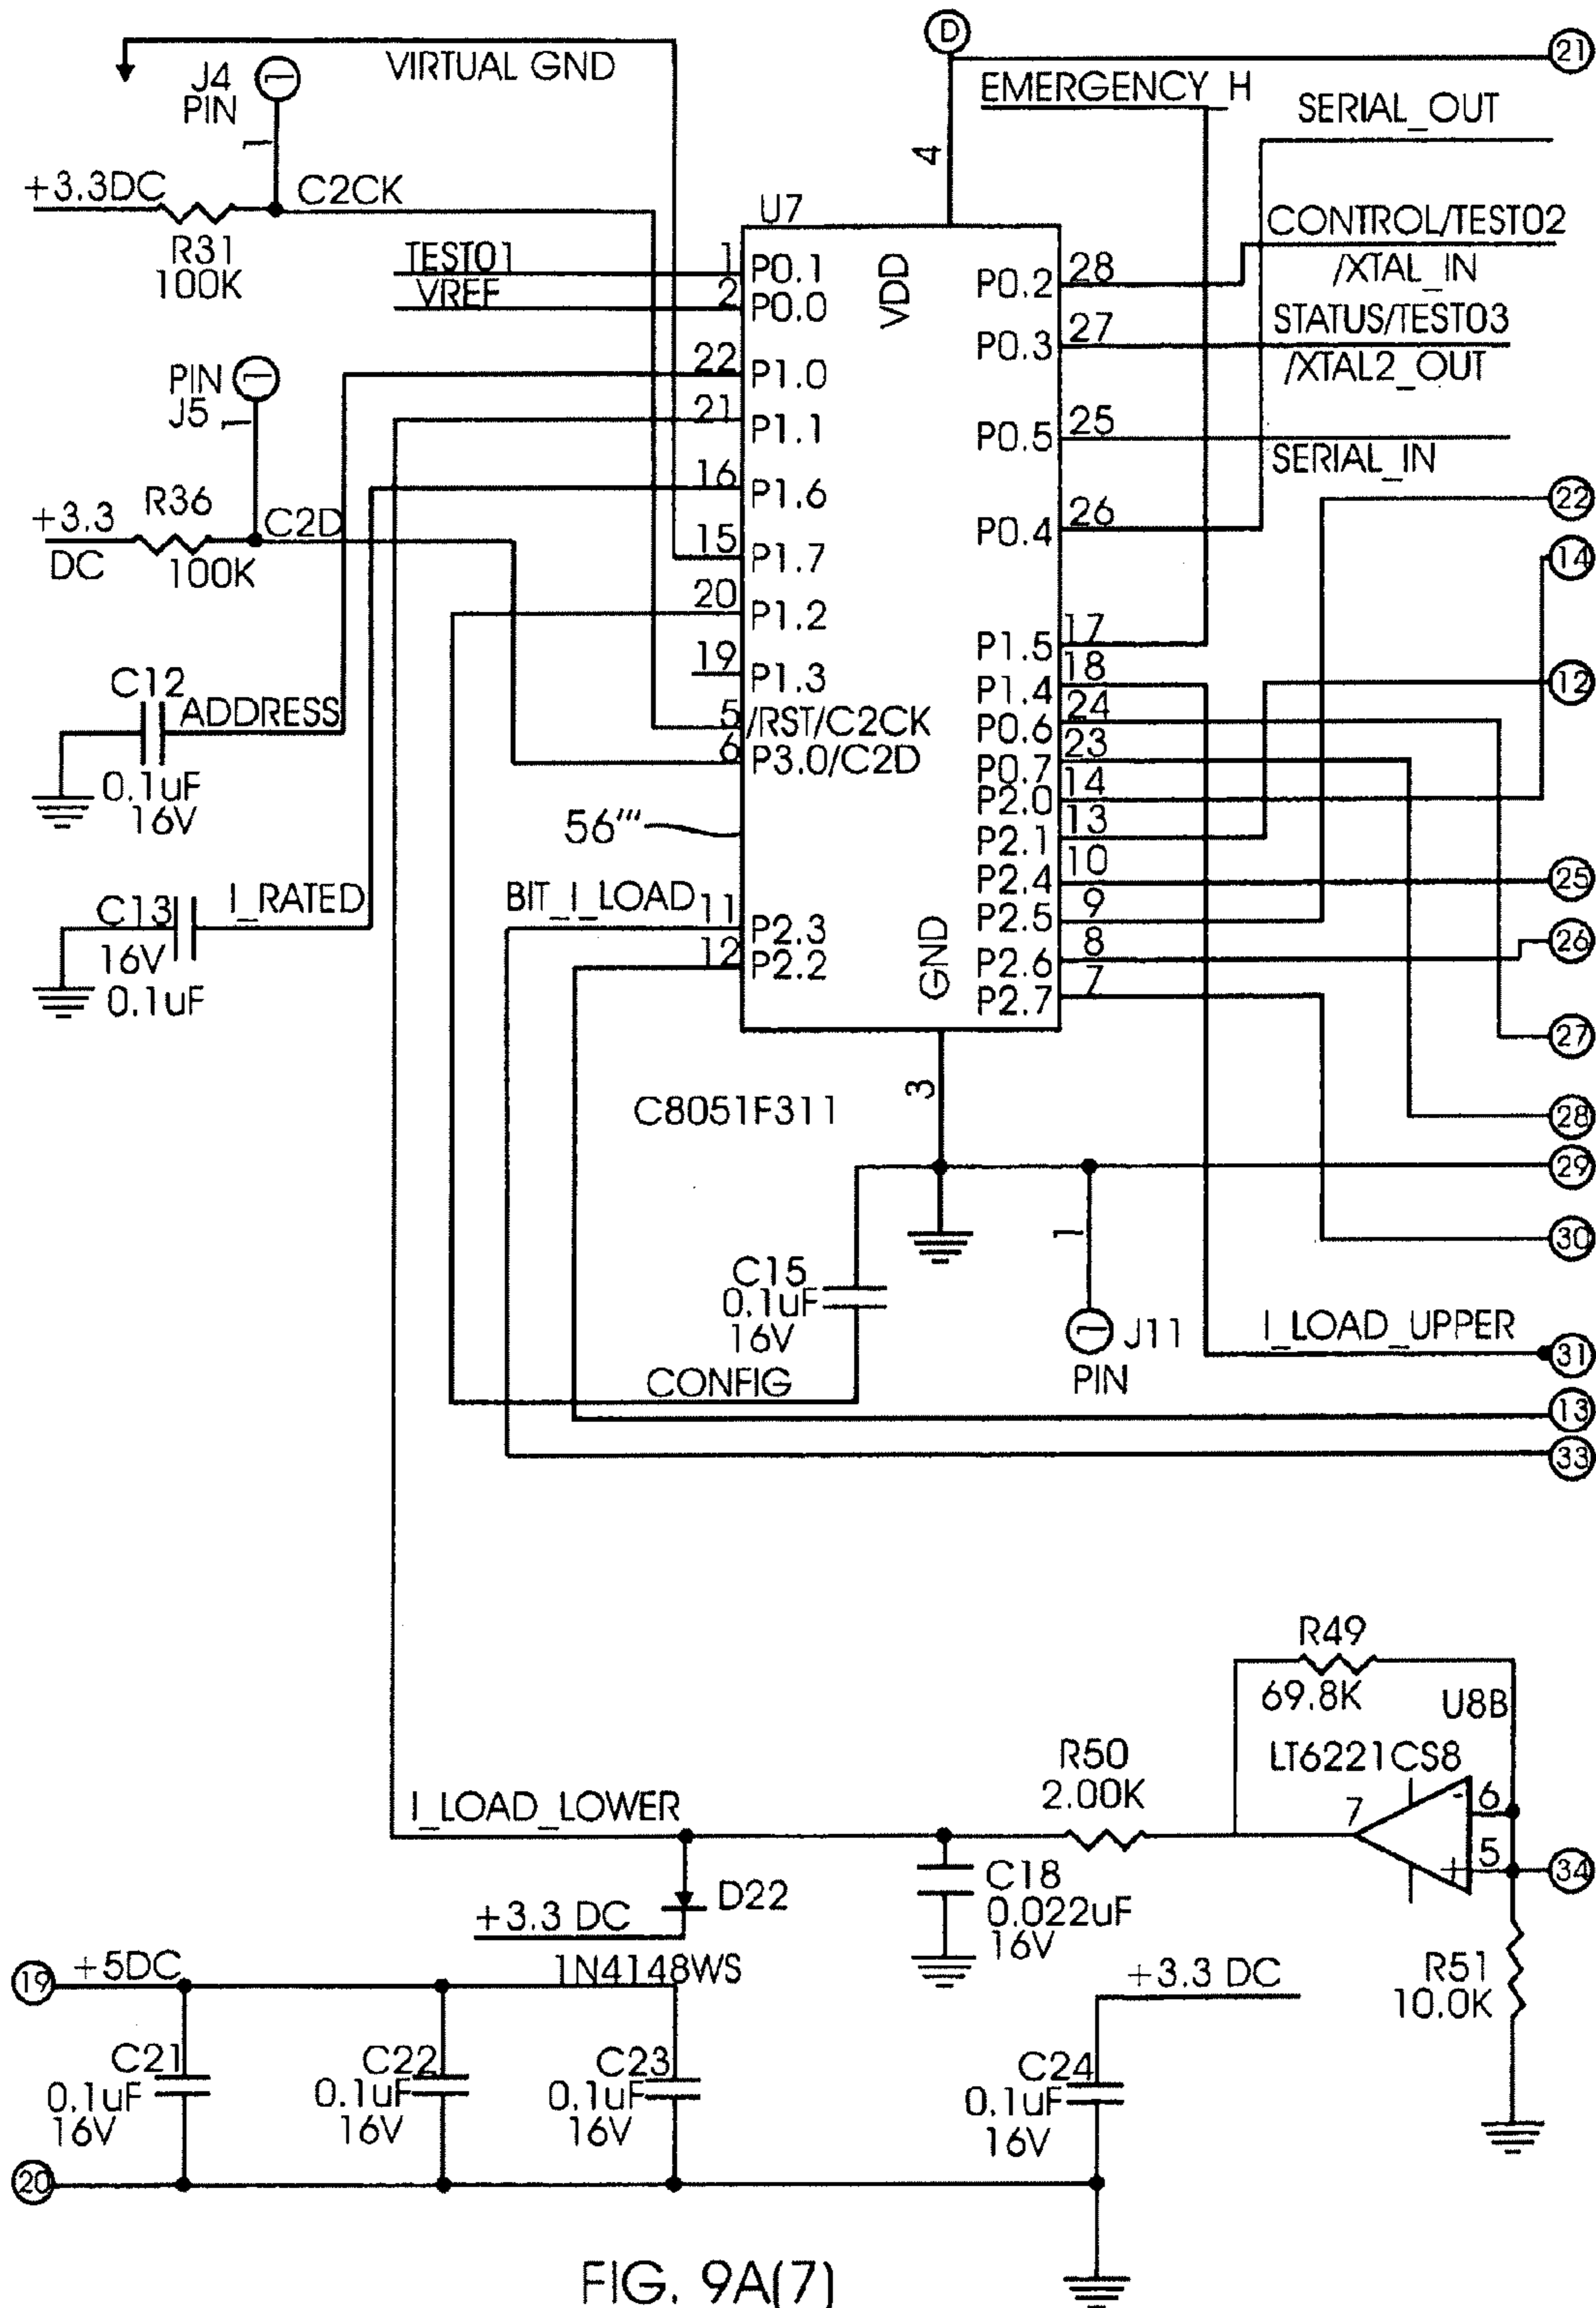 D
21
VIRTUAL GND
J4
PIN
1
1
EMERGENCY_H
SERIAL_OUT
4
+3.3DC
C2CK
R31
100K
U7
TEST01
VREF
1
P0.1
2
P0.0
VDD
P0.2
28
CONTROL/TEST02
/XTAL_IN
P0.3
27
STATUS/TEST03
/XTAL2_OUT
PIN
J5
1
1
22
P1.0
21
P1.1
P0.5
25
SERIAL_IN
16
P1.6
22
+3.3
DC
R36
100K
C2D
15
P1.7
P0.4
26
14
20
P1.2
19
P1.3
P1.5
17
P1.4
18
12
C12
ADDRESS
0.1uF
16V
5
/RST/C2CK
6
P3.0/C2D
P0.6
24
P0.7
23
P2.0
14
56'''
P2.1
13
P2.4
10
25
C13
I_RATED
16V
0.1uF
BIT_I_LOAD
11
P2.3
12
P2.2
GND
P2.5
9
P2.6
8
26
P2.7
7
27
3
C8051F311
28
29
1
30
C15
0.1uF
16V
1
J11
PIN
I_LOAD_UPPER
31
CONFIG
13
33
R49
69.8K
U8B
LT6221CS8
R50
2.00K
7
-
6
+
5
34
I_LOAD_LOWER
D22
+3.3 DC
1N4148WS
C18
0.022uF
16V
R51
10.0K
19
+5DC
+3.3 DC
C21
0.1uF
16V
C22
0.1uF
16V
C23
0.1uF
16V
C24
0.1uF
16V
20
FIG. 9A(7)